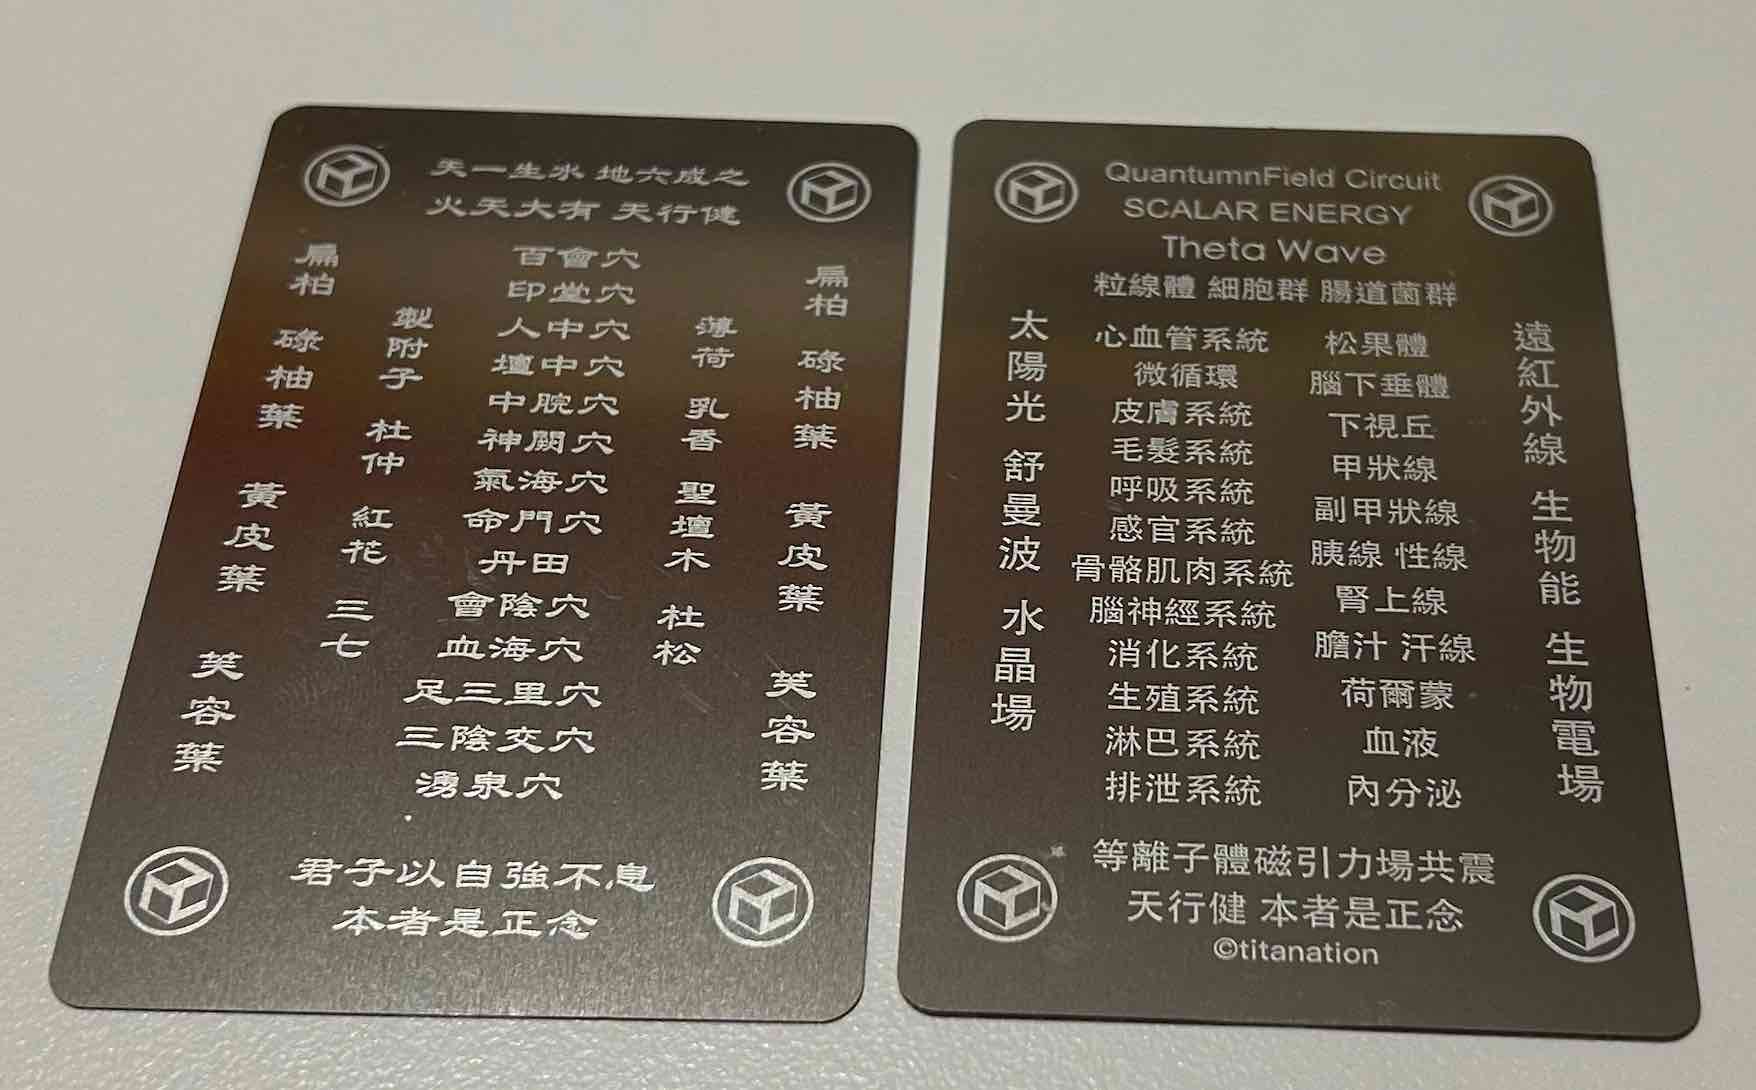 天一生水 地六成之
火天大有 天行健
扁柏 碌柚葉 黃皮葉 芙容葉
製附子 杜仲 紅花 三七
百會穴
印堂穴
人中穴
壇中穴
中脘穴
神闕穴
氣海穴
命門穴
丹田
會陰穴
血海穴
足三里穴
三陰交穴
湧泉穴
薄荷 乳香 聖壇木 杜松
扁柏 碌柚葉 黃皮葉 芙容葉
君子以自強不息
本者是正念
QuantumnField Circuit
SCALAR ENERGY
Theta Wave
粒線體 細胞群 腸道菌群
太陽光 舒曼波 水晶場
心血管系統
微循環
皮膚系統
毛髮系統
呼吸系統
感官系統
骨骼肌肉系統
腦神經系統
消化系統
生殖系統
淋巴系統
排泄系統
松果體
腦下垂體
下視丘
甲狀線
副甲狀線
胰線 性線
腎上線
膽汁 汗線
荷爾蒙
血液
內分泌
遠紅外線 生物能 生物電場
等離子體磁引力場共震
天行健 本者是正念
©titanation